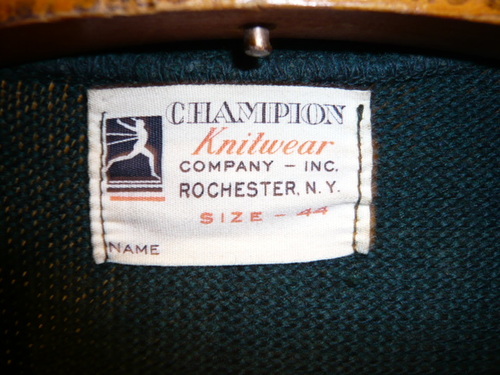 CHAMPION
Knitwear
COMPANY - INC.
ROCHESTER, N.Y.
SIZE - 44
NAME